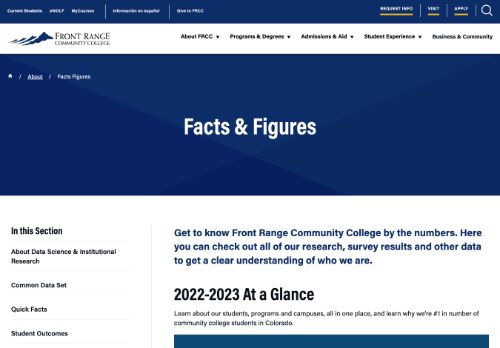 Current Students eWOLF MyCourses Información en español Give to FRCC REQUEST INFO VISIT APPLY
FRONT RANGE
COMMUNITY COLLEGE
About FRCC Programs & Degrees Admissions & Aid Student Experience Business & Community
/ About / Facts Figures
Facts & Figures
In this Section
About Data Science & Institutional
Research
Common Data Set
Quick Facts
Student Outcomes
Get to know Front Range Community College by the numbers. Here
you can check out all of our research, survey results and other data
to get a clear understanding of who we are.
2022-2023 At a Glance
Learn about our students, programs and campuses, all in one place, and learn why we're #1 in number of
community college students in Colorado.